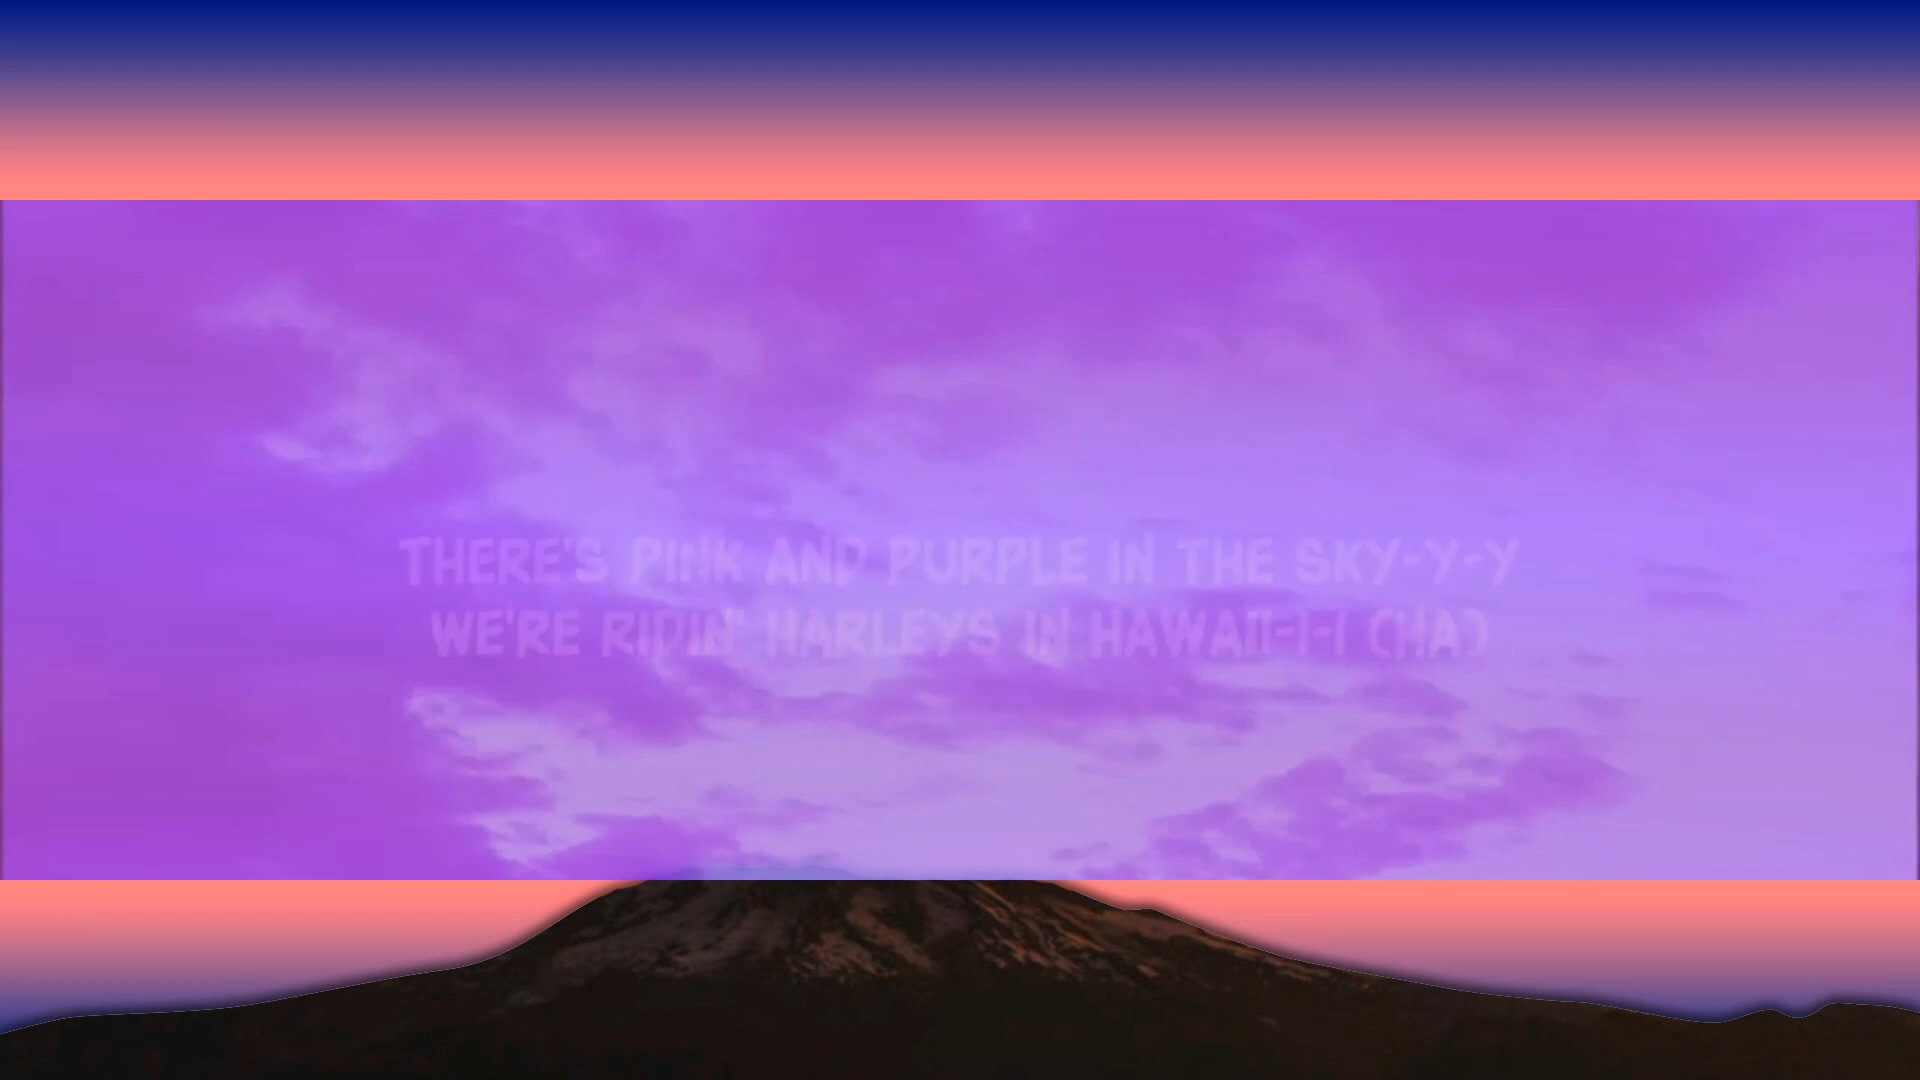 THERE'S PINK AND PURPLE IN THE SKY-Y-Y
WE'RE RIDIN' HARLEYS IN HAWAII-I-I (HA)